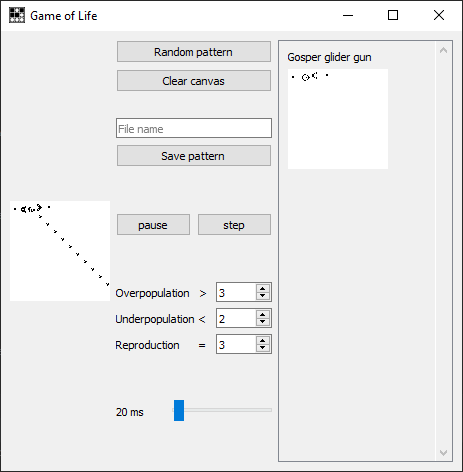 Game of Life
Random pattern
Clear canvas
File name
Save pattern
pause step
Overpopulation > 3
Underpopulation < 2
Reproduction = 3
20 ms
Gosper glider gun